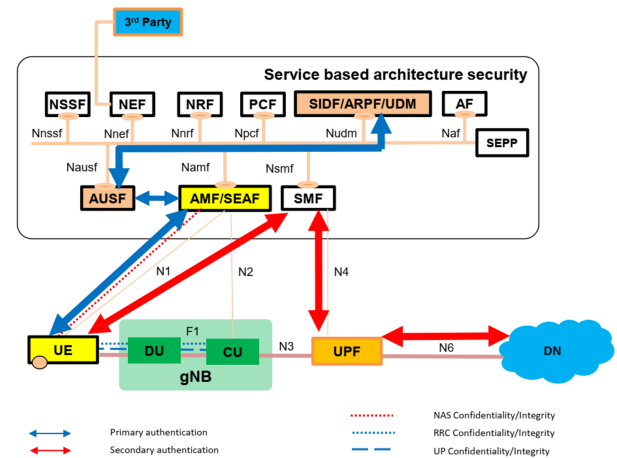 3rd Party
Service based architecture security
NSSF
NEF
NRF
PCF
SIDF/ARPF/UDM
AF
Nnssf
Nnef
Nnrf
Npcf
Nudm
Naf
SEPP
Nausf
Namf
Nsmf
AUSF
AMF/SEAF
SMF
N1
N2
N4
F1
UE
DU
CU
N3
UPF
N6
DN
gNB
NAS Confidentiality/Integrity
Primary authentication
RRC Confidentiality/Integrity
Secondary authentication
UP Confidentiality/Integrity